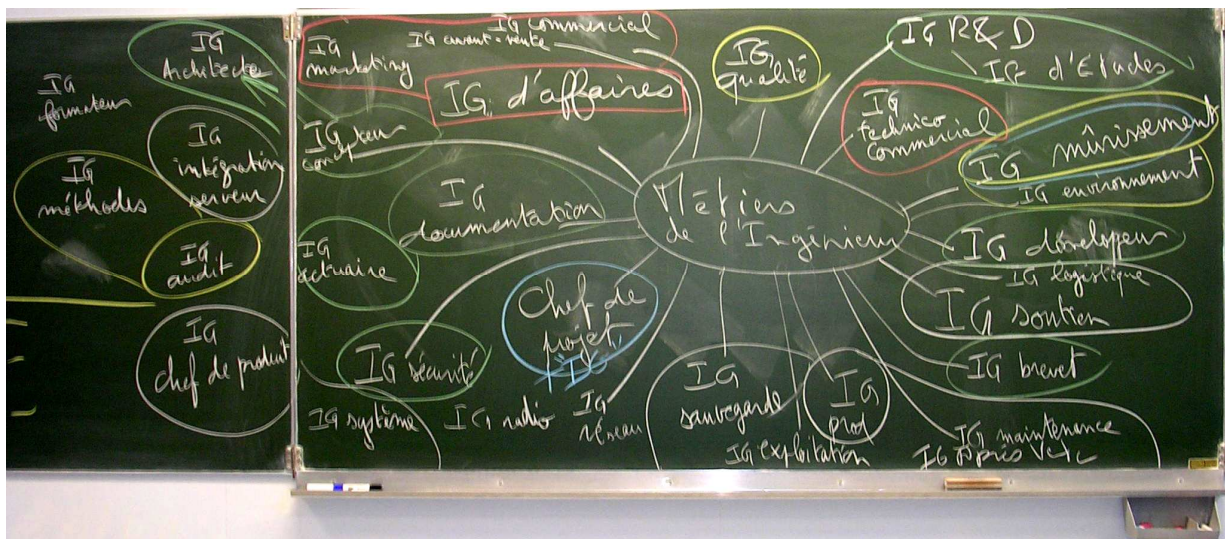 IG
formateur
IG
Architecte
IG
intégration
serveur
IG
méthodes
IG
audit
IG
chef de produit
IG
marketing
IG commercial
IG avant-vente
IG d'affaires
IG
concepteur
IG
documentation
IG
actuaire
IG sécurité
IG système
IG radio
IG
réseau
Chef de
projet
IG
Métiers
de l'Ingénieur
IG
qualité
IG R&D
IG d'Etudes
IG
technico
commercial
IG
IG environnement
IG développeur
IG logistique
IG soutien
IG brevet
IG
sauvegarde
IG
prod
IG exploitation
IG maintenance
IG après